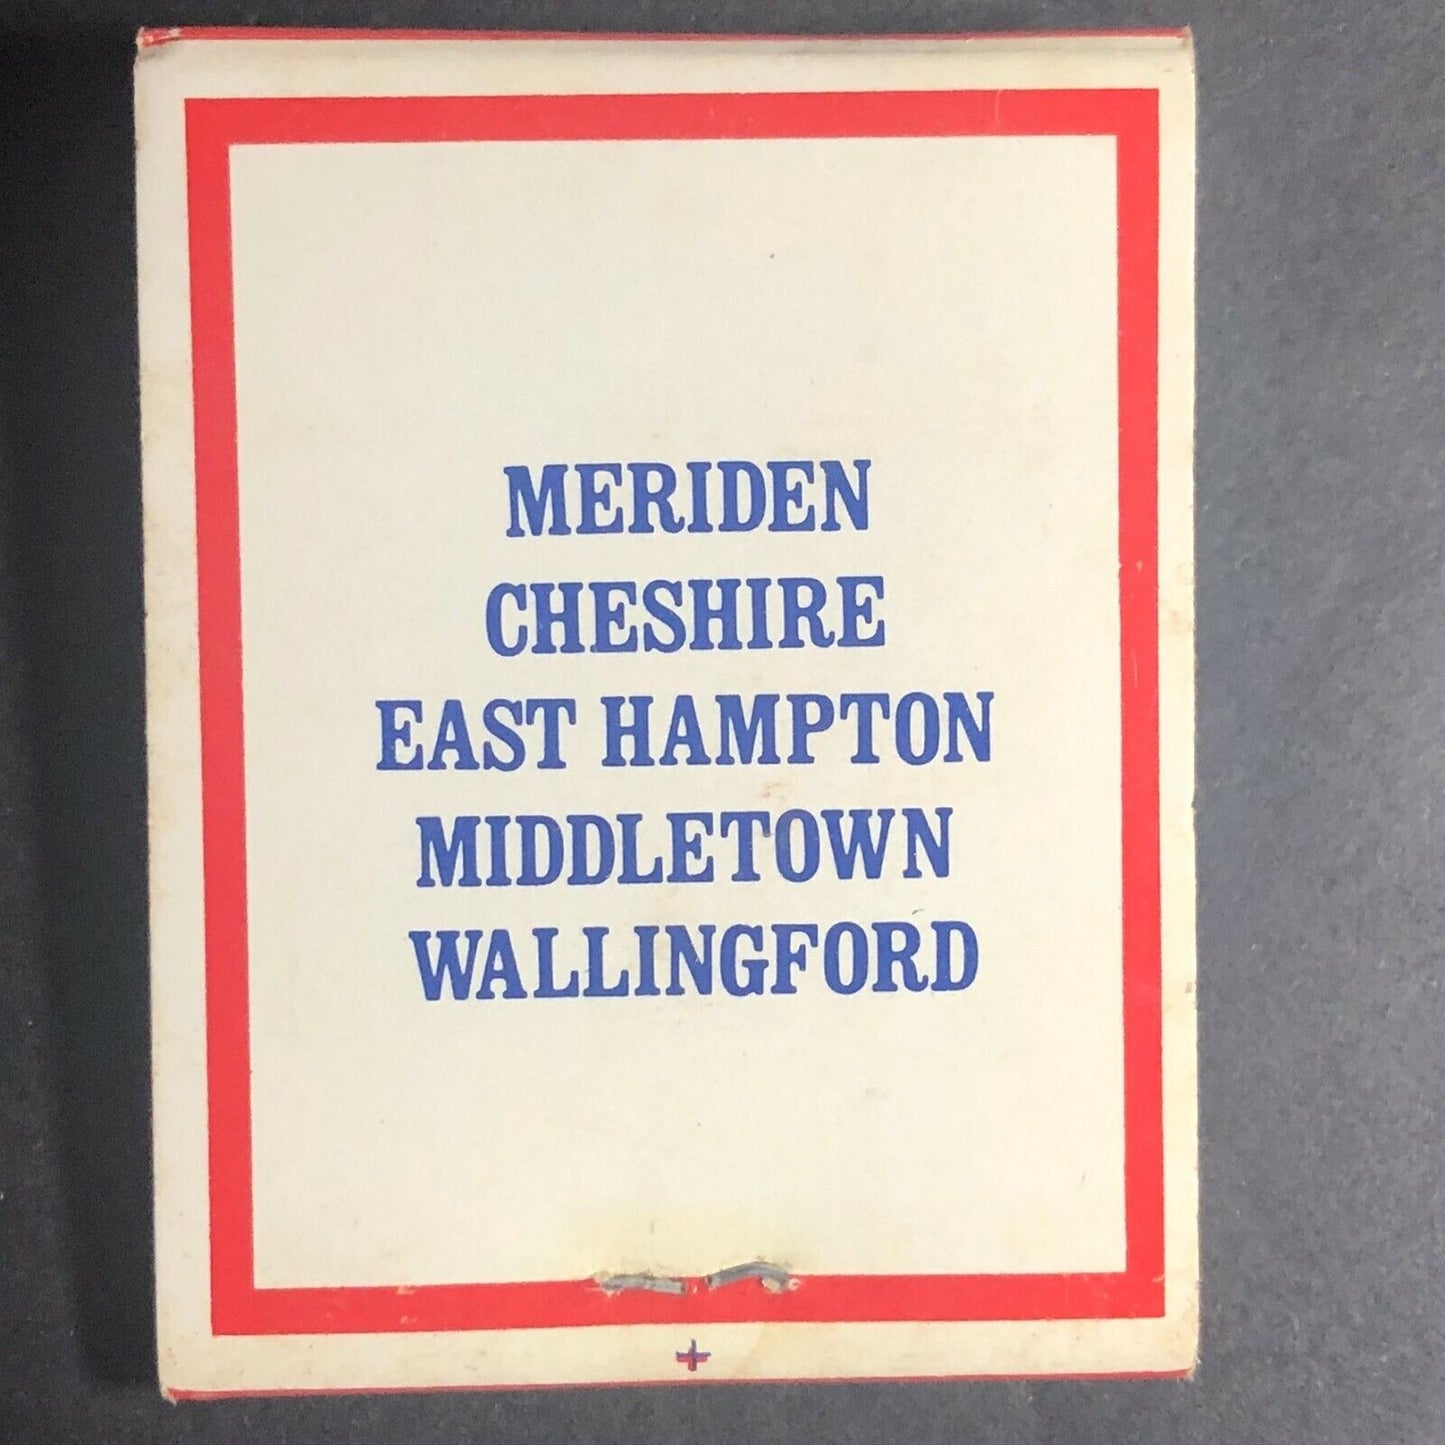 MERIDEN
CHESHIRE
EAST HAMPTON
MIDDLETOWN
WALLINGFORD